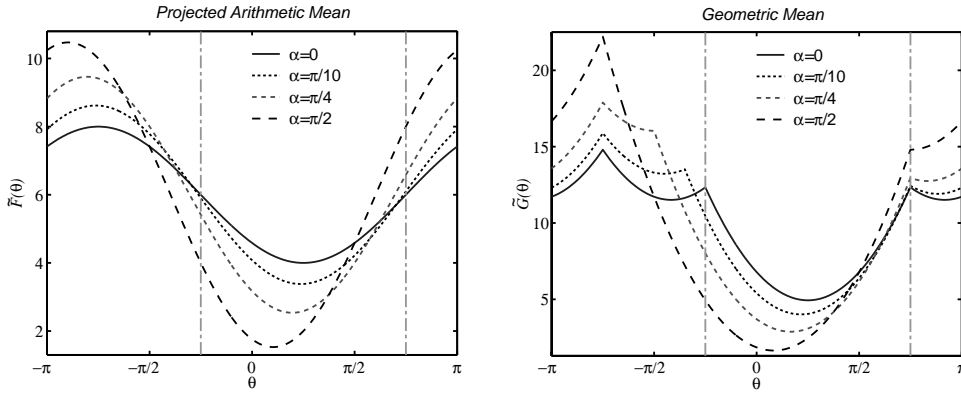 Projected Arithmetic Mean
10
8
6
4
2
F̃(θ)
α=0
α=π/10
α=π/4
α=π/2
−π
−π/2
0
π/2
π
θ
Geometric Mean
20
15
10
5
G̃(θ)
α=0
α=π/10
α=π/4
α=π/2
−π
−π/2
0
π/2
π
θ